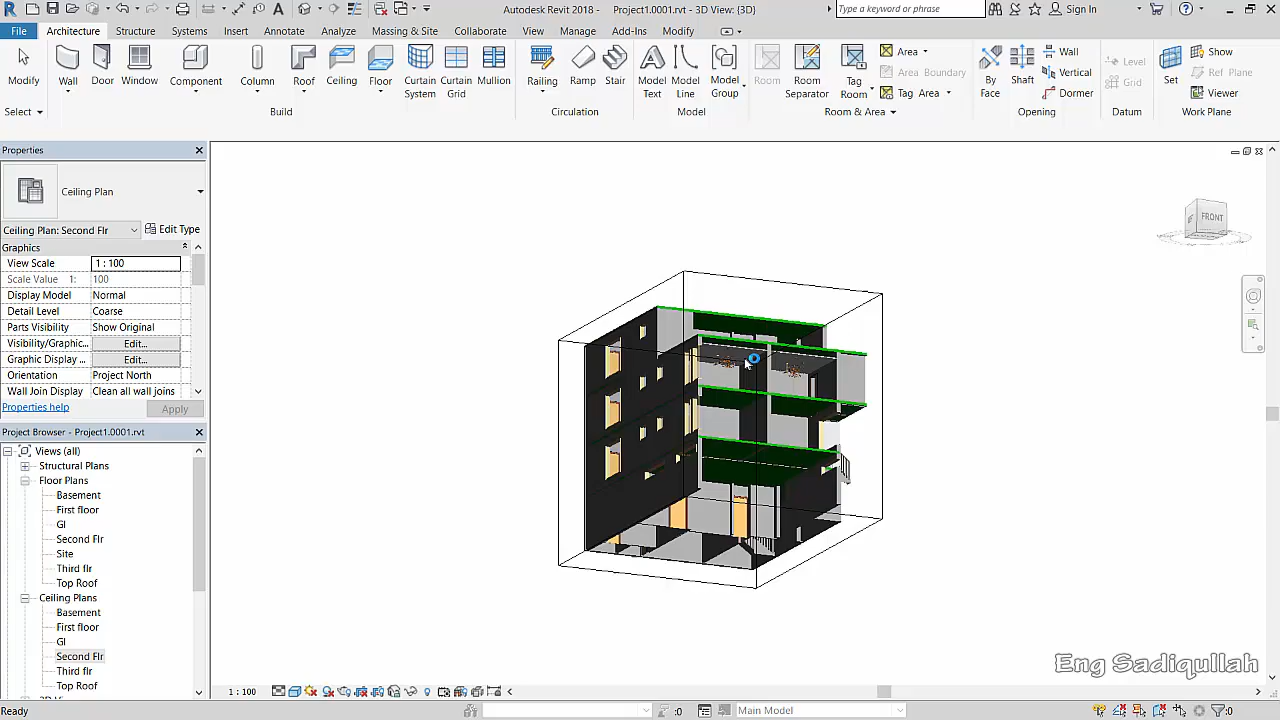 Autodesk Revit 2018 -    Project1.0001.rvt - 3D View: {3D}
Type a keyword or phrase
Sign In
File Architecture Structure Systems Insert Annotate Analyze Massing & Site Collaborate View Manage Add-Ins Modify
Modify Wall Door Window Component Column Roof Ceiling Floor Curtain System Curtain Grid Mullion Railing Ramp Stair Model Text Model Line Model Group Room Room Separator Tag Room Area Area Boundary Tag Area By Face Shaft Wall Vertical Dormer Level Grid Set Show Ref Plane Viewer
Select Build Circulation Model Room & Area Opening Datum Work Plane
Properties
Ceiling Plan
Ceiling Plan: Second Flr Edit Type
Graphics
View Scale 1 : 100
Scale Value 1: 100
Display Model Normal
Detail Level Coarse
Parts Visibility Show Original
Visibility/Graphic... Edit...
Graphic Display ... Edit...
Orientation Project North
Wall Join Display Clean all wall joins
Properties help Apply
Project Browser - Project1.0001.rvt
Views (all)
Structural Plans
Floor Plans
Basement
First floor
Gl
Second Flr
Site
Third flr
Top Roof
Ceiling Plans
Basement
First floor
Gl
Second Flr
Third flr
Top Roof
FRONT
Eng Sadiqullah
1 : 100
Ready
:0
Main Model
:0